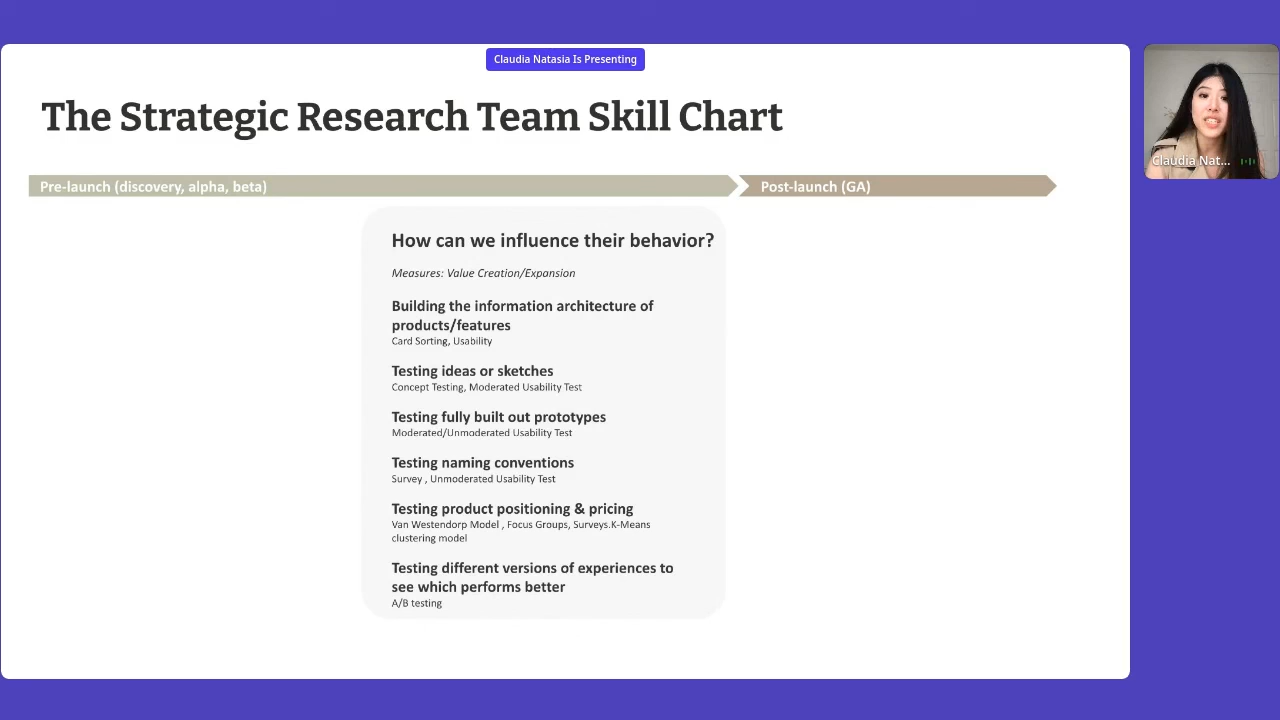 Claudia Natasia Is Presenting
The Strategic Research Team Skill Chart
Pre-launch (discovery, alpha, beta)
Post-launch (GA)
Claudia Nat...
How can we influence their behavior?
Measures: Value Creation/Expansion
Building the information architecture of
products/features
Card Sorting, Usability
Testing ideas or sketches
Concept Testing, Moderated Usability Test
Testing fully built out prototypes
Moderated/Unmoderated Usability Test
Testing naming conventions
Survey , Unmoderated Usability Test
Testing product positioning & pricing
Van Westendorp Model , Focus Groups, Surveys.K-Means
clustering model
Testing different versions of experiences to
see which performs better
A/B testing